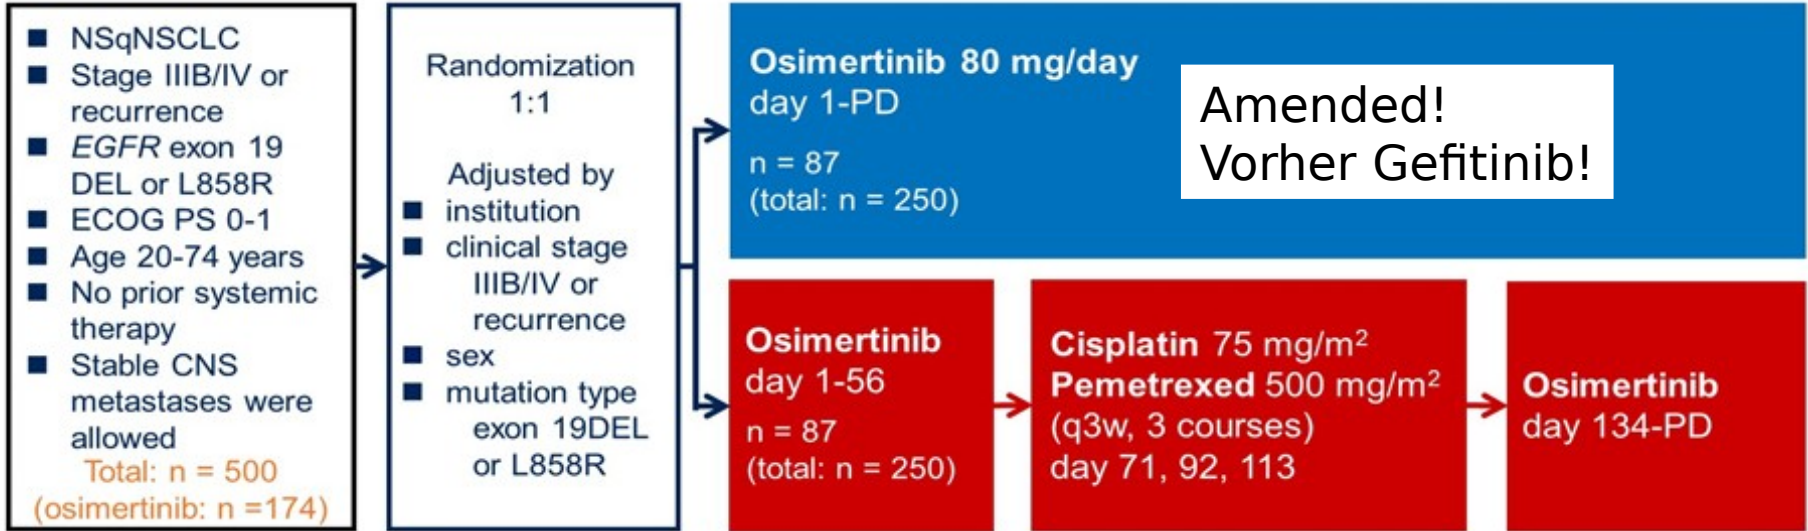 ■ NSqNSCLC
■ Stage IIIB/IV or
recurrence
■ EGFR exon 19
DEL or L858R
■ ECOG PS 0-1
■ Age 20-74 years
■ No prior systemic
therapy
■ Stable CNS
metastases were
allowed
Total: n = 500
(osimertinib: n =174)
Randomization
1:1
Adjusted by
■ institution
■ clinical stage
IIIB/IV or
recurrence
■ sex
■ mutation type
exon 19DEL
or L858R
Osimertinib 80 mg/day
day 1-PD
n = 87
(total: n = 250)
Amended!
Vorher Gefitinib!
Osimertinib
day 1-56
n = 87
(total: n = 250)
Cisplatin 75 mg/m²
Pemetrexed 500 mg/m²
(q3w, 3 courses)
day 71, 92, 113
Osimertinib
day 134-PD